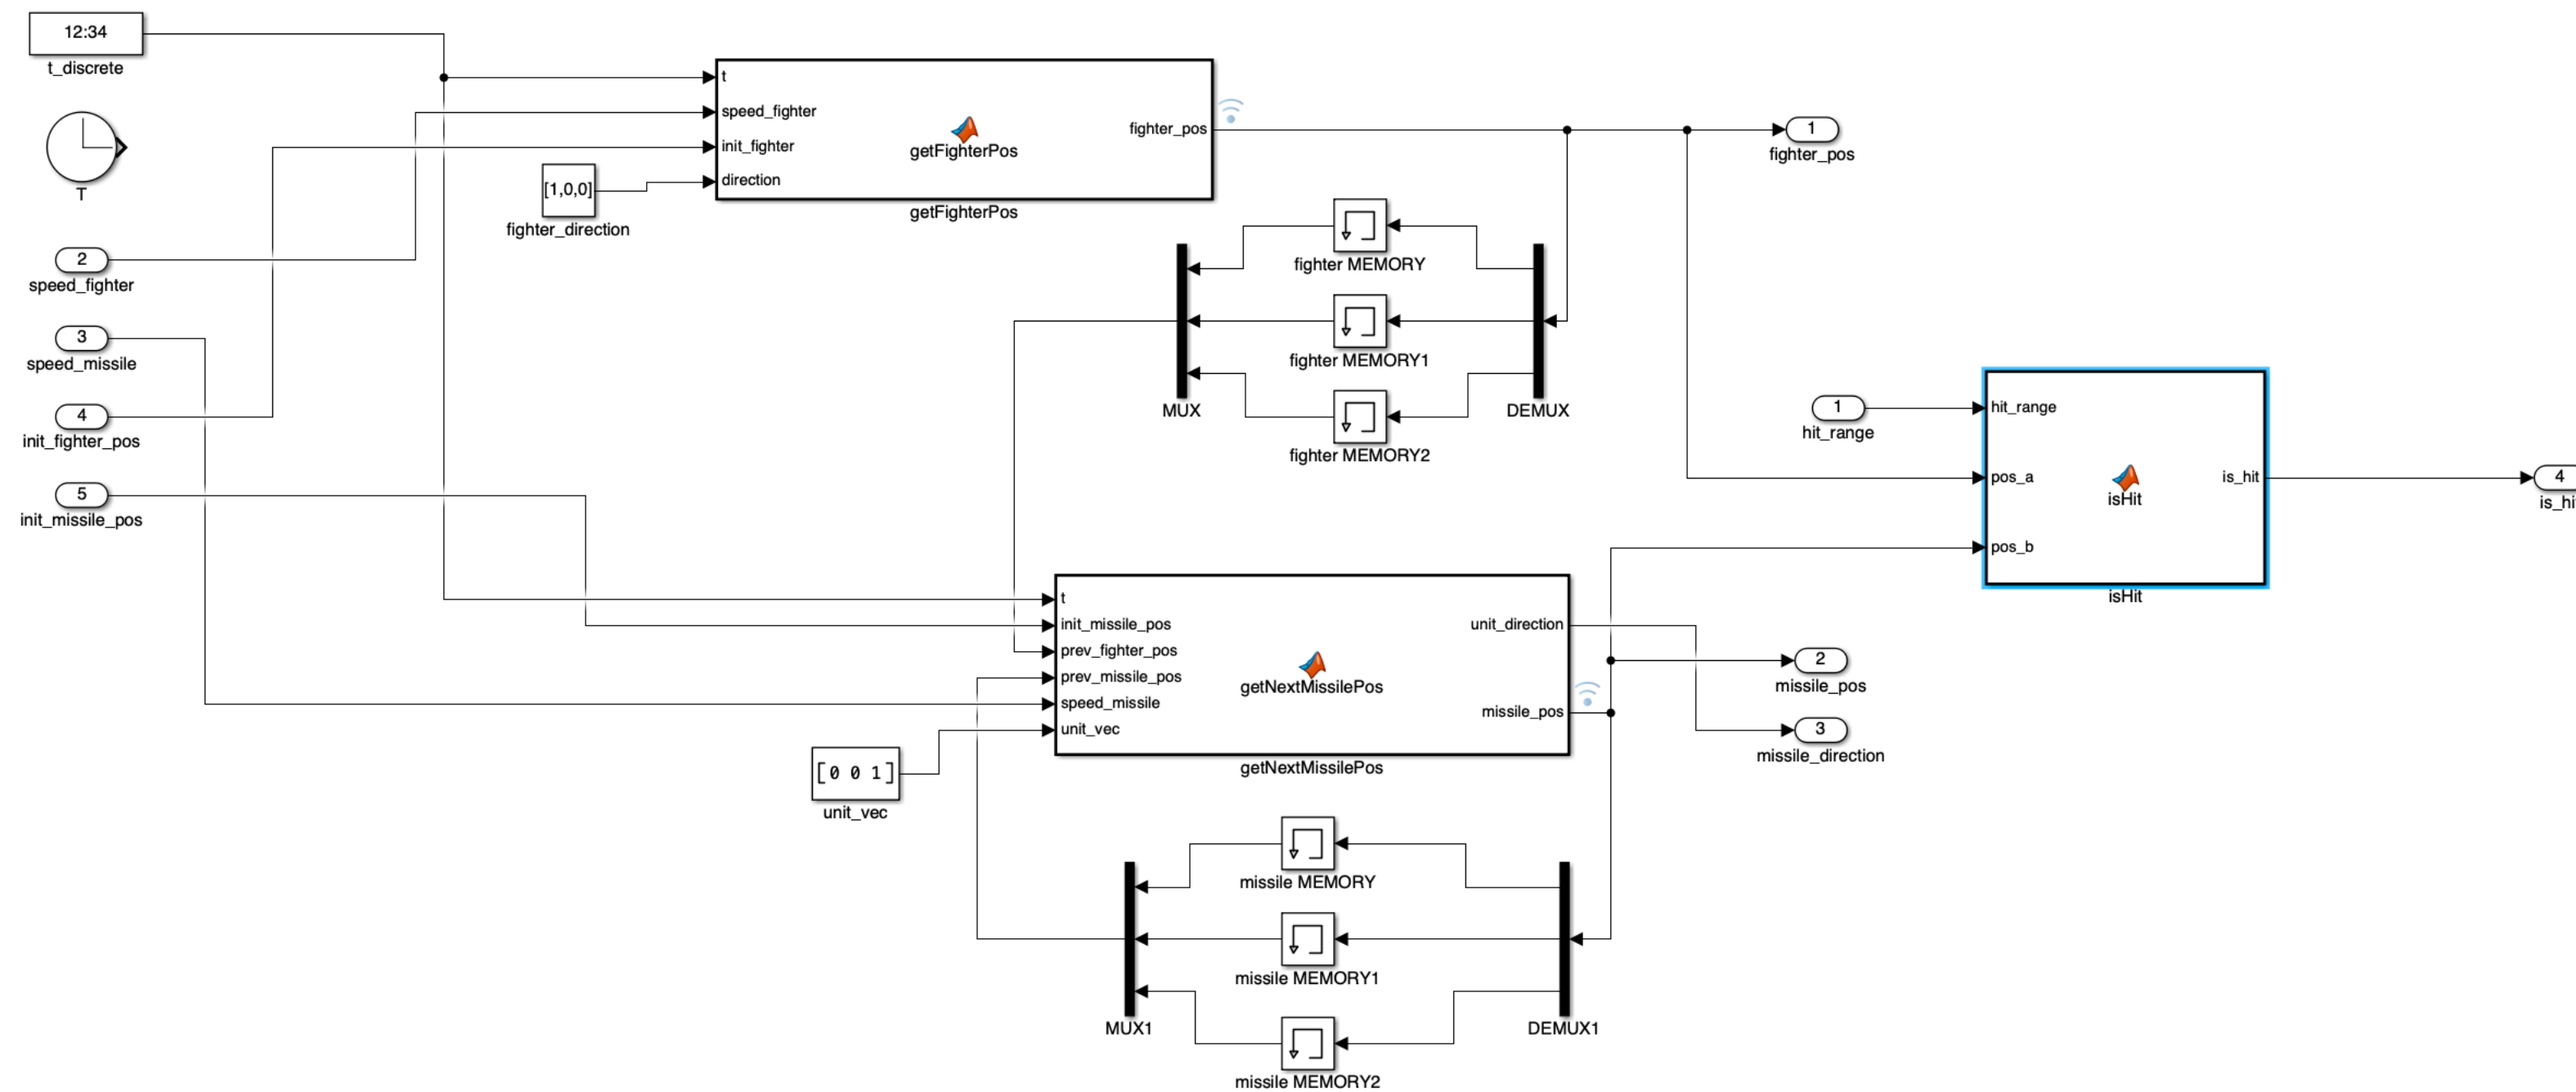 12:34
t_discrete
T
2
speed_fighter
3
speed_missile
4
init_fighter_pos
5
init_missile_pos
[1,0,0]
fighter_direction
t
speed_fighter
init_fighter
direction
getFighterPos
fighter_pos
getFighterPos
1
fighter_pos
fighter MEMORY
fighter MEMORY1
fighter MEMORY2
MUX
DEMUX
1
hit_range
hit_range
pos_a
pos_b
isHit
is_hit
isHit
4
is_hi
t
init_missile_pos
prev_fighter_pos
prev_missile_pos
speed_missile
unit_vec
getNextMissilePos
unit_direction
missile_pos
getNextMissilePos
2
missile_pos
3
missile_direction
[0 0 1]
unit_vec
missile MEMORY
missile MEMORY1
missile MEMORY2
MUX1
DEMUX1